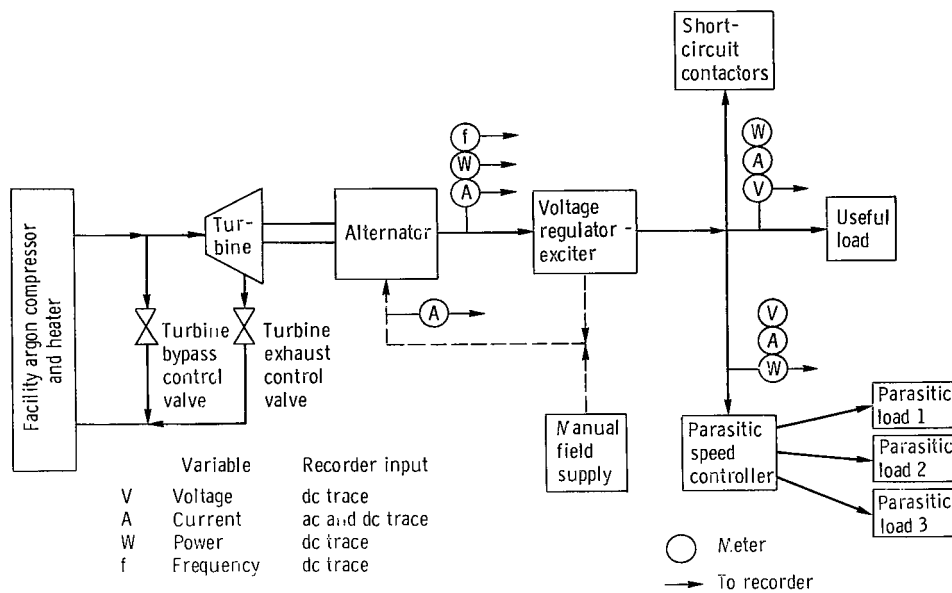 Short-
circuit
contactors
f
W
A
W
A
V
Facility argon compressor
and heater
Tur-
bine
Alternator
Voltage
regulator -
exciter
Useful
load
A
V
A
W
Turbine
bypass
control
valve
Turbine
exhaust
control
valve
Manual
field
supply
Parasitic
speed
controller
Parasitic
load 1
Parasitic
load 2
Parasitic
load 3
Variable Recorder input
V Voltage dc trace
A Current ac and dc trace
W Power dc trace
f Frequency dc trace
Meter
To recorder